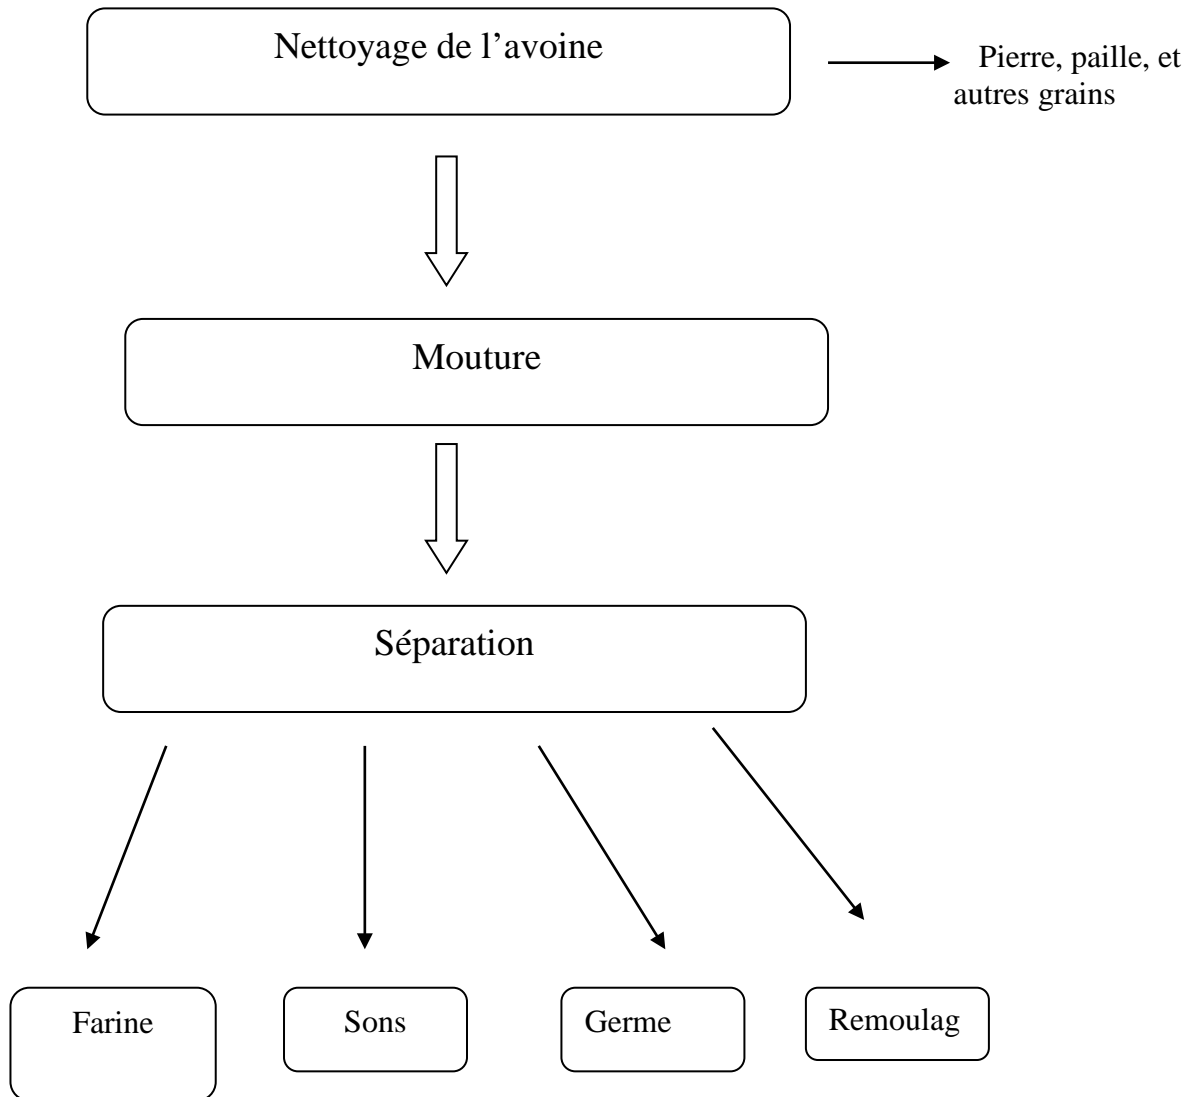 Nettoyage de l’avoine
Pierre, paille, et
autres grains
Mouture
Séparation
Farine
Sons
Germe
Remoulag